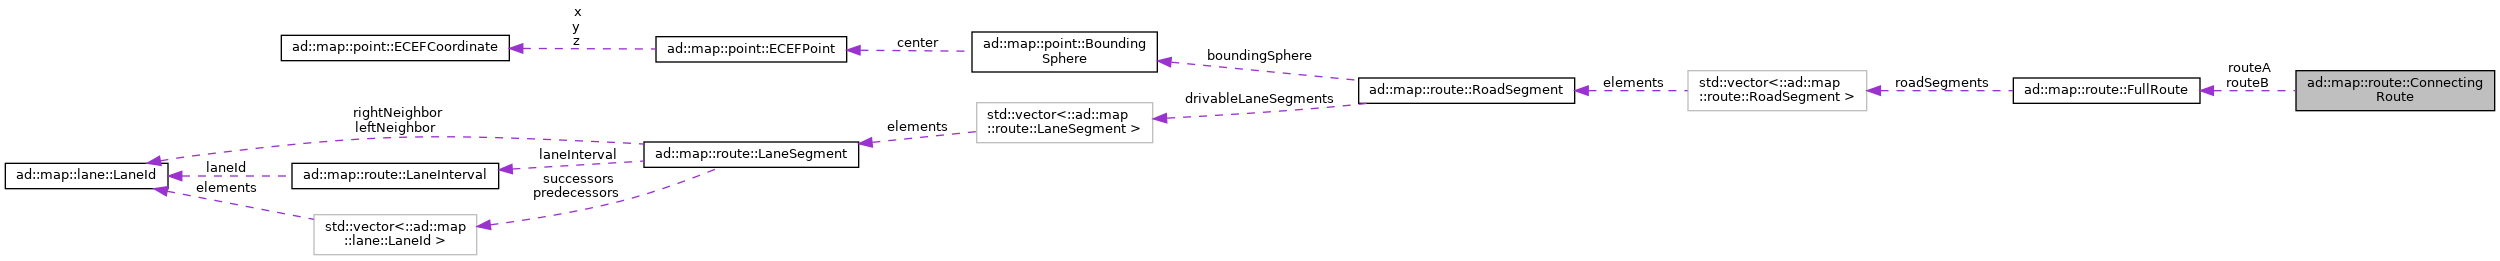 x
y
z
ad::map::point::ECEFCoordinate
ad::map::point::ECEFPoint
center
ad::map::point::Bounding
Sphere
boundingSphere
ad::map::route::RoadSegment
elements
std::vector<::ad::map
::route::RoadSegment >
roadSegments
ad::map::route::FullRoute
routeA
routeB
ad::map::route::Connecting
Route
drivableLaneSegments
std::vector<::ad::map
::route::LaneSegment >
elements
rightNeighbor
leftNeighbor
ad::map::route::LaneSegment
laneInterval
ad::map::lane::LaneId
laneId
ad::map::route::LaneInterval
elements
successors
predecessors
std::vector<::ad::map
::lane::LaneId >